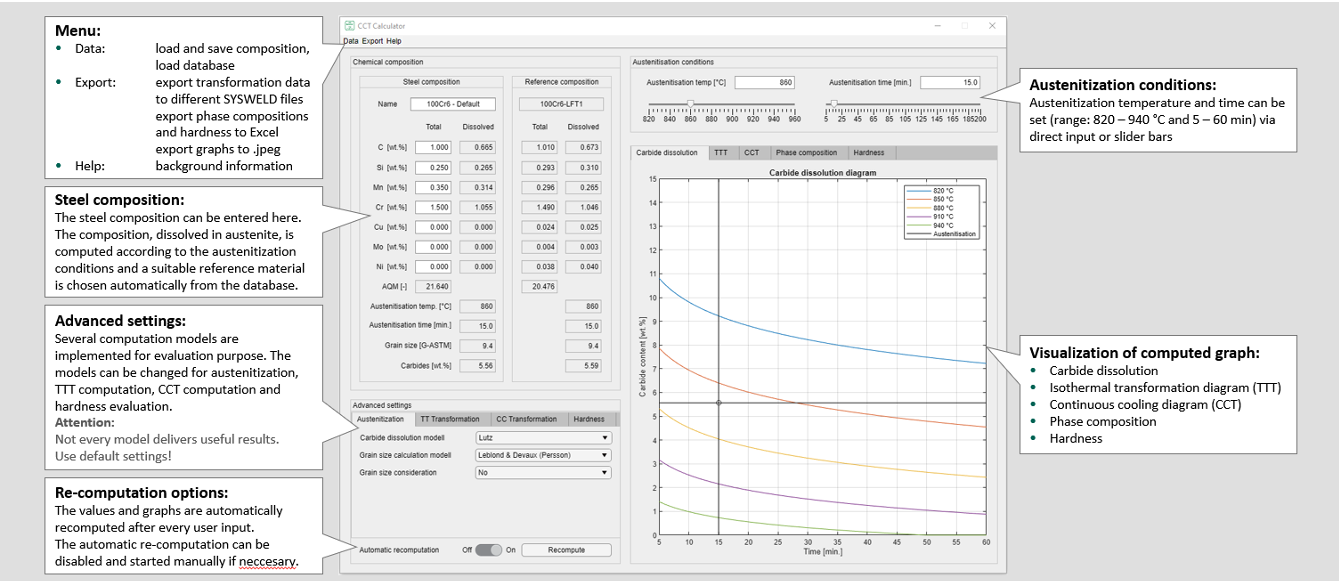 Menu:
• Data: load and save composition,
load database
• Export: export transformation data
to different SYSWELD files
export phase compositions
and hardness to Excel
export graphs to .jpeg
• Help: background information
Steel composition:
The steel composition can be entered here.
The composition, dissolved in austenite, is
computed according to the austenitization
conditions and a suitable reference material
is chosen automatically from the database.
Advanced settings:
Several computation models are
implemented for evaluation purpose. The
models can be changed for austenitization,
TTT computation, CCT computation and
hardness evaluation.
Attention:
Not every model delivers useful results.
Use default settings!
Re-computation options:
The values and graphs are automatically
recomputed after every user input.
The automatic re-computation can be
disabled and started manually if neccesary.
CCT Calculator
Data Export Help
Chemical composition
Steel composition Reference composition
Name 100Cr6 - Default 100Cr6-LFT1
Total Dissolved Total Dissolved
C [wt.%] 1.000 0.665 1.010 0.673
Si [wt.%] 0.250 0.265 0.293 0.310
Mn [wt.%] 0.350 0.314 0.296 0.265
Cr [wt.%] 1.500 1.055 1.490 1.046
Cu [wt.%] 0.000 0.000 0.024 0.025
Mo [wt.%] 0.000 0.000 0.004 0.003
Ni [wt.%] 0.000 0.000 0.038 0.040
AQM [-] 21.640 20.476
Austenitisation temp. [°C] 860 860
Austenitisation time [min.] 15.0 15.0
Grain size [G-ASTM] 9.4 9.4
Carbides [wt.%] 5.56 5.59
Advanced settings
Austenitization TT Transformation CC Transformation Hardness
Carbide dissolution modell Lutz
Grain size calculation modell Leblond & Devaux (Persson)
Grain size consideration No
Automatic recomputation Off On Recompute
Austenitisation conditions
Austenitisation temp [°C] 860 Austenitisation time [min.] 15.0
820 840 860 880 900 920 940 960 5 25 45 65 85 105 125 145 165 185200
Carbide dissolution TTT CCT Phase composition Hardness
Carbide dissolution diagram
820 °C
850 °C
880 °C
910 °C
940 °C
Austenitisation
Carbide content [wt.%]
15
14
13
12
11
10
9
8
7
6
5
4
3
2
1
0
5 10 15 20 25 30 35 40 45 50 55 60
Time [min.]
Austenitization conditions:
Austenitization temperature and time can be
set (range: 820 – 940 °C and 5 – 60 min) via
direct input or slider bars
Visualization of computed graph:
• Carbide dissolution
• Isothermal transformation diagram (TTT)
• Continuous cooling diagram (CCT)
• Phase composition
• Hardness